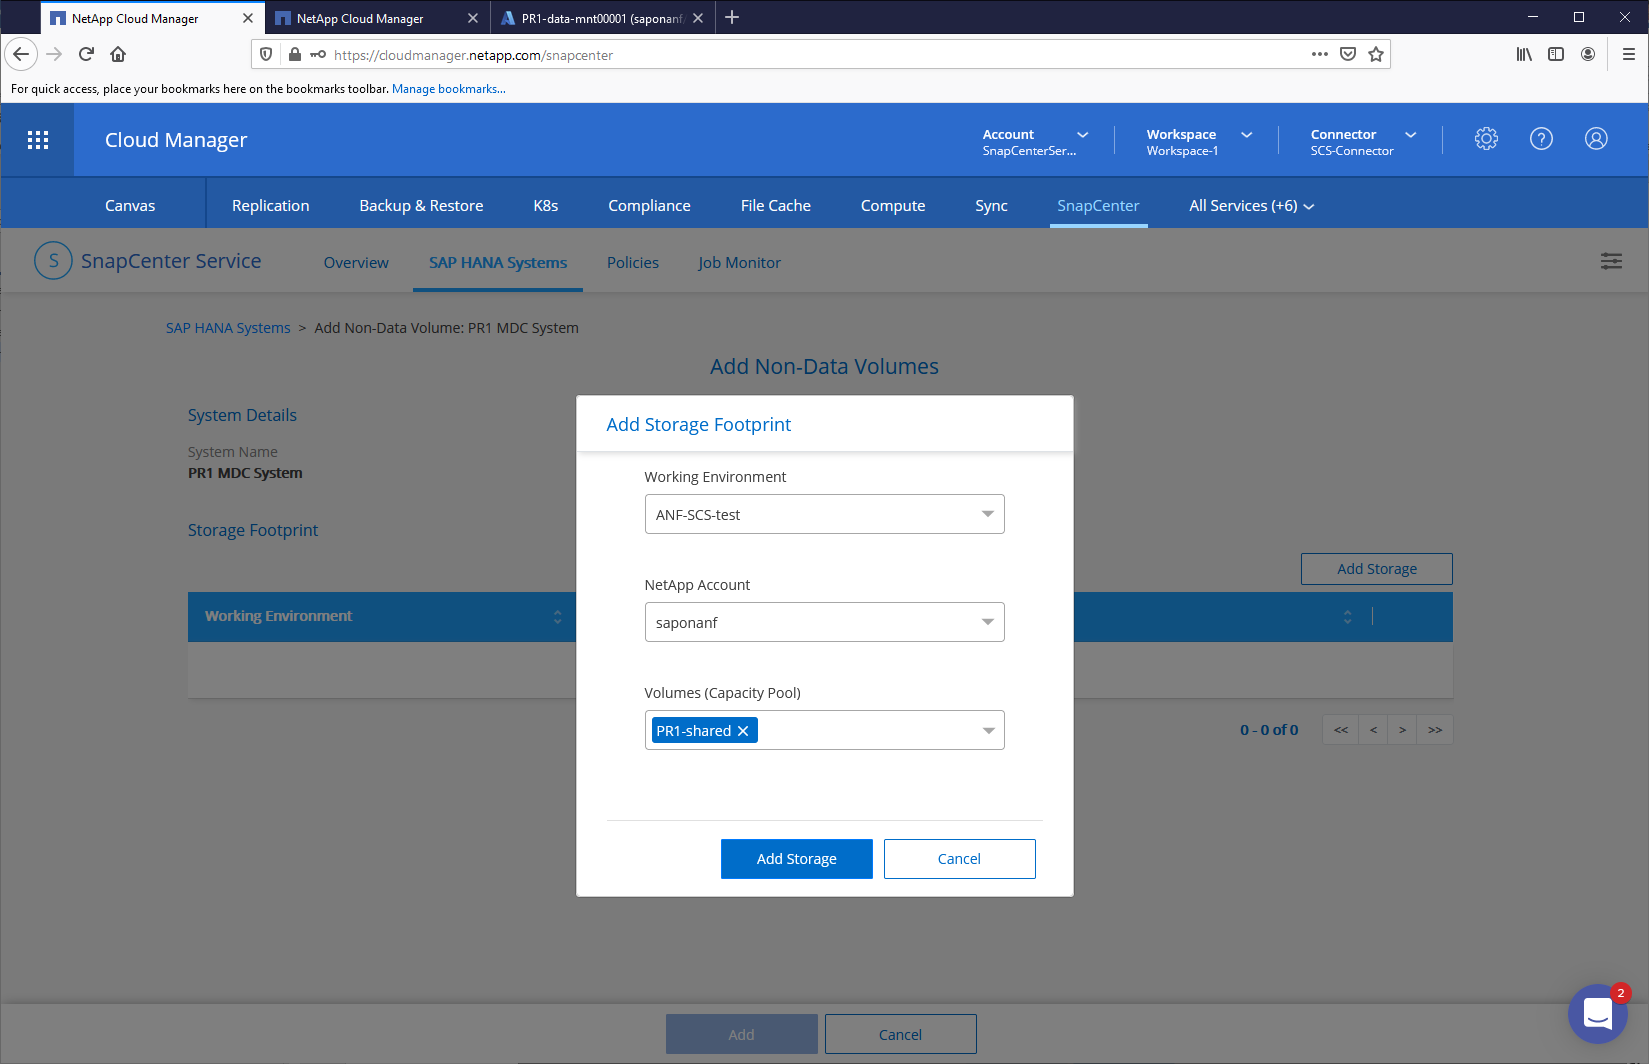 NetApp Cloud Manager
NetApp Cloud Manager
PR1-data-mnt00001 (saponanf/
https://cloudmanager.netapp.com/snapcenter
For quick access, place your bookmarks here on the bookmarks toolbar. Manage bookmarks...
Cloud Manager
Account
SnapCenterSer...
Workspace
Workspace-1
Connector
SCS-Connector
Canvas
Replication
Backup & Restore
K8s
Compliance
File Cache
Compute
Sync
SnapCenter
All Services (+6)
S
SnapCenter Service
Overview
SAP HANA Systems
Policies
Job Monitor
SAP HANA Systems > Add Non-Data Volume: PR1 MDC System
Add Non-Data Volumes
System Details
System Name
PR1 MDC System
Storage Footprint
Add Storage
Working Environment
0 - 0 of 0
<<
<
>
>>
Add Storage Footprint
Working Environment
ANF-SCS-test
NetApp Account
saponanf
Volumes (Capacity Pool)
PR1-shared
Add Storage
Cancel
Add
Cancel
2